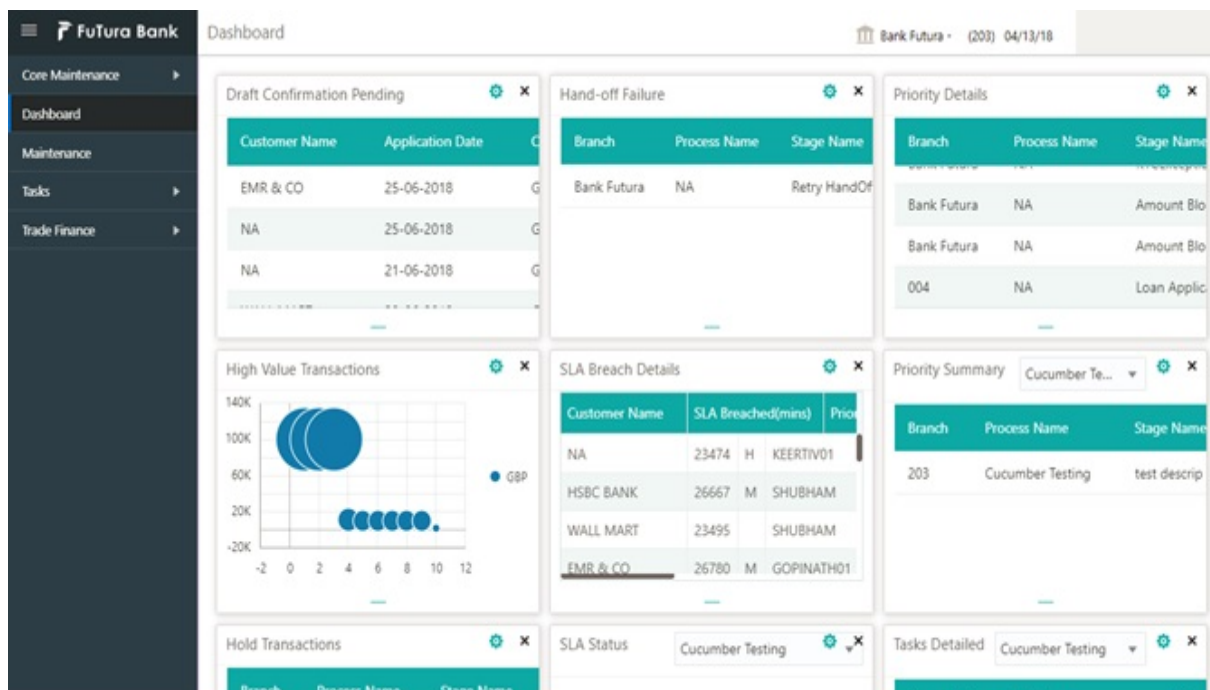 FuTura Bank
Dashboard
Bank Futura - (203) 04/13/18
Core Maintenance
Dashboard
Maintenance
Tasks
Trade Finance
Draft Confirmation Pending
Customer Name Application Date
EMR & CO 25-06-2018 G
NA 25-06-2018 G
NA 21-06-2018 G
Hand-off Failure
Branch Process Name Stage Name
Bank Futura NA Retry HandOf
Priority Details
Branch Process Name Stage Name
Bank Futura NA Amount Blo
Bank Futura NA Amount Blo
004 NA Loan Applic
High Value Transactions
140K
100K
60K
20K
-20K
-2 0 2 4 6 8 10 12
GBP
SLA Breach Details
Customer Name SLA Breached(mins) Prior
NA 23474 H KEERTIV01
HSBC BANK 26667 M SHUBHAM
WALL MART 23495 SHUBHAM
EMR & CO 26780 M GOPINATH01
Priority Summary Cucumber Te...
Branch Process Name Stage Name
203 Cucumber Testing test descrip
Hold Transactions
Branch Process Name Stage Name
SLA Status Cucumber Testing
Tasks Detailed Cucumber Testing